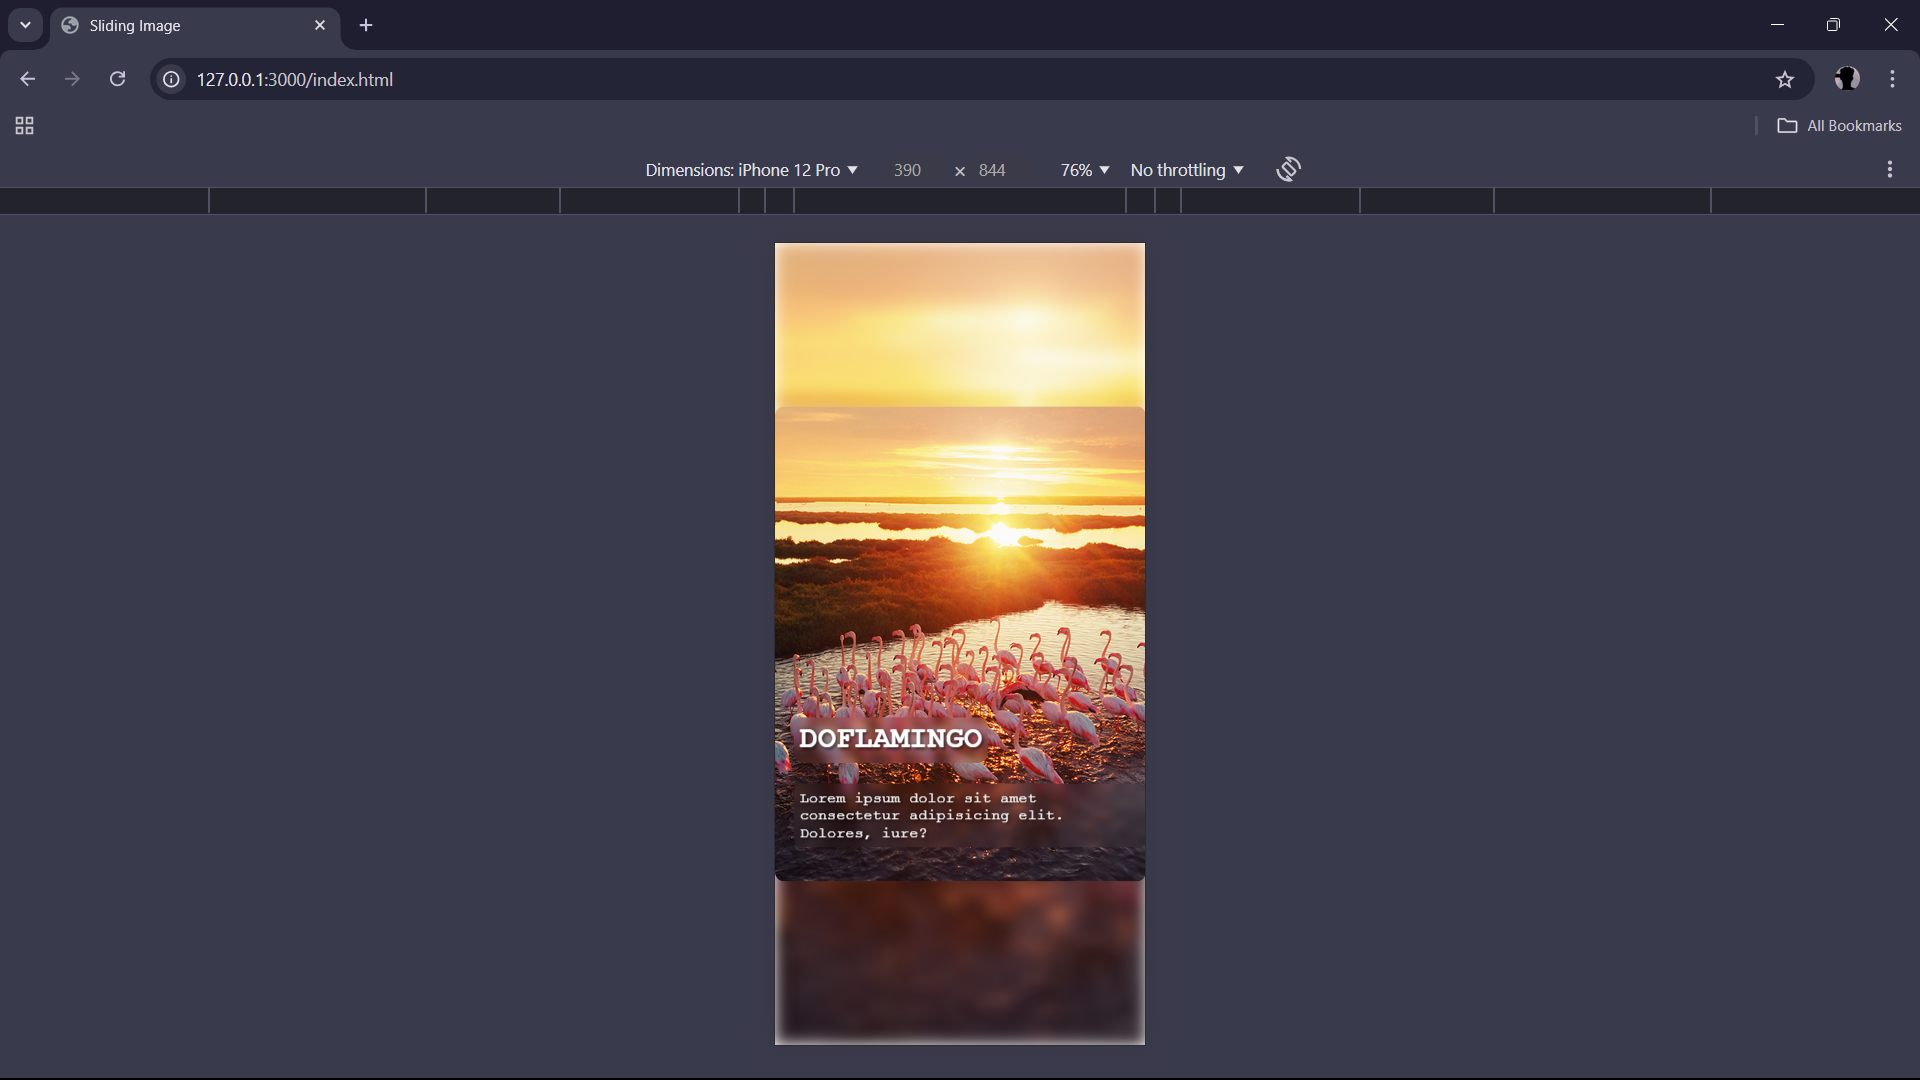 Sliding Image
127.0.0.1:3000/index.html
All Bookmarks
Dimensions: iPhone 12 Pro 390 × 844 76% No throttling
DOFLAMINGO
Lorem ipsum dolor sit amet
consectetur adipisicing elit.
Dolores, iure?